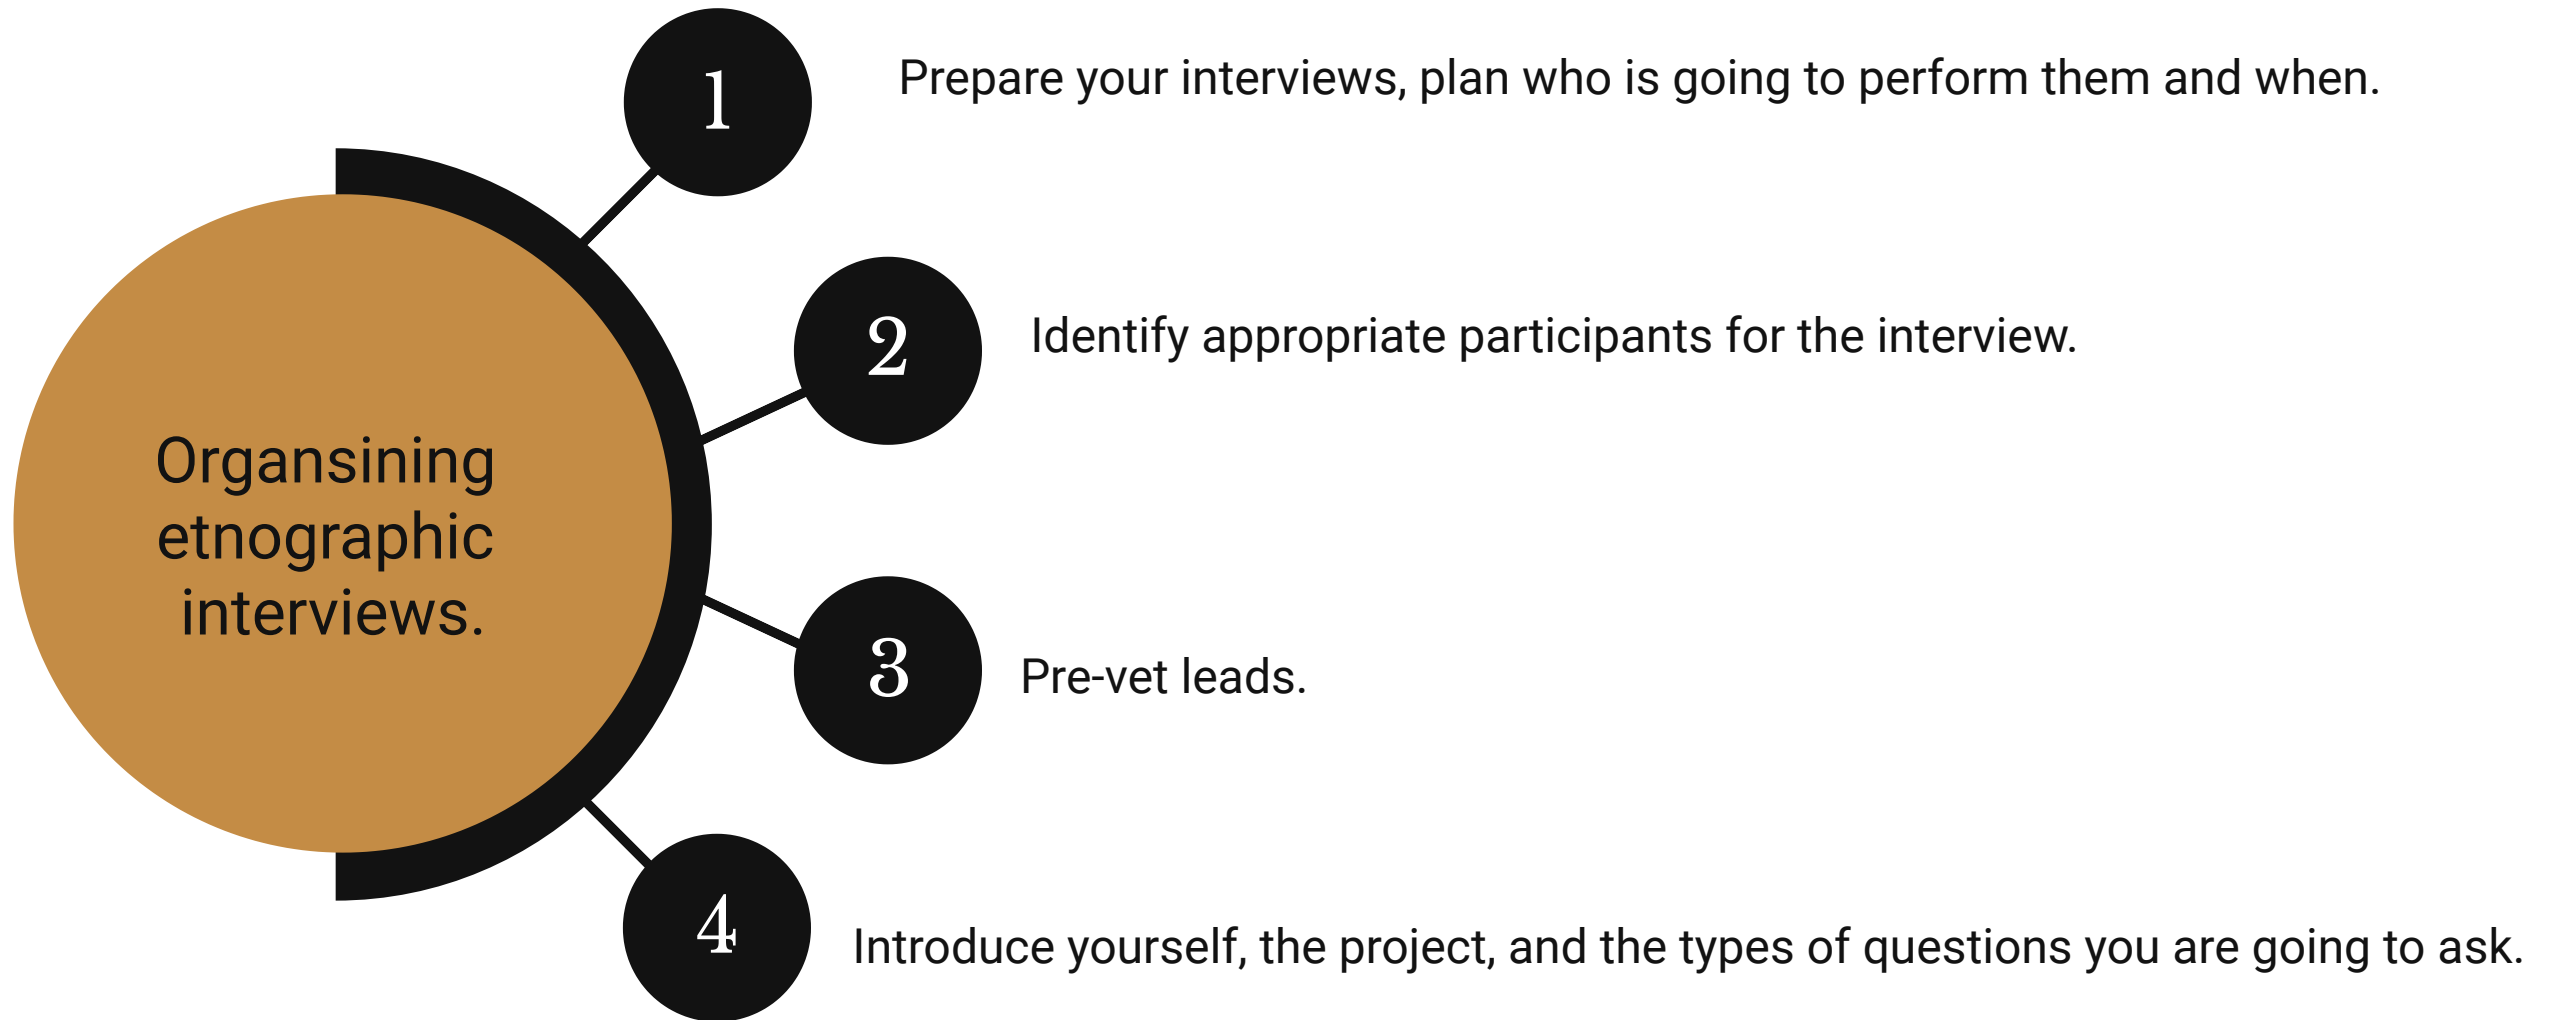 Organsining
etnographic
interviews.
1
Prepare your interviews, plan who is going to perform them and when.
2
Identify appropriate participants for the interview.
3
Pre-vet leads.
4
Introduce yourself, the project, and the types of questions you are going to ask.